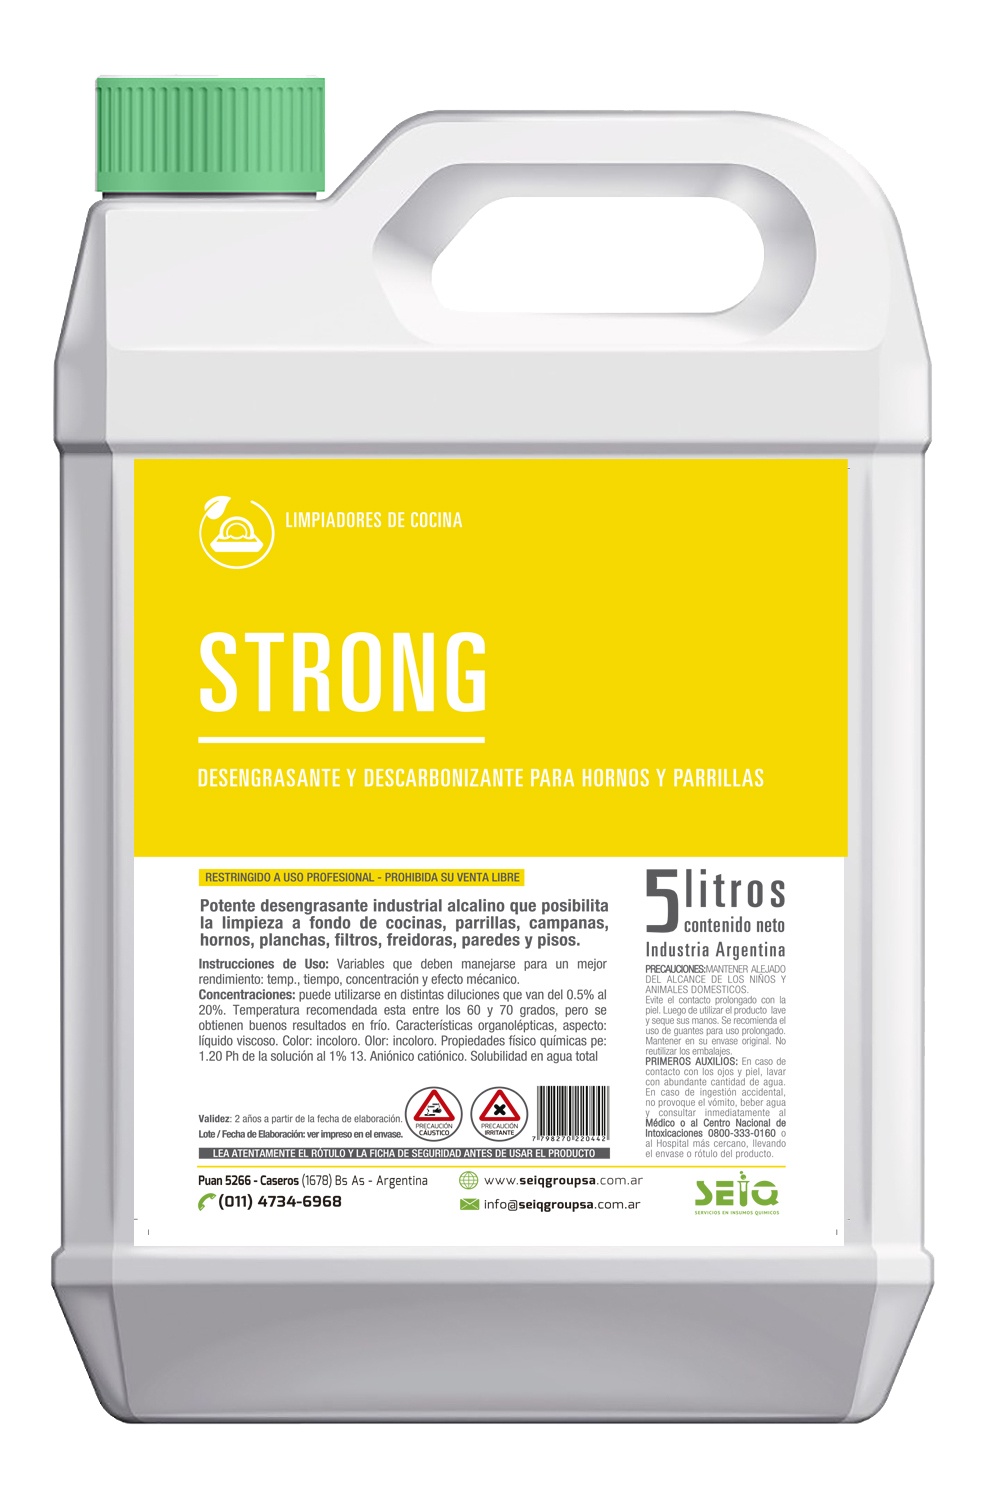 LIMPIADORES DE COCINA
STRONG
DESENGRASANTE Y DESCARBONIZANTE PARA HORNOS Y PARRILLAS
RESTRINGIDO A USO PROFESIONAL - PROHIBIDA SU VENTA LIBRE
Potente desengrasante industrial alcalino que posibilita
la limpieza a fondo de cocinas, parrillas, campanas,
hornos, planchas, filtros, freidoras, paredes y pisos.
Instrucciones de Uso: Variables que deben manejarse para un mejor
rendimiento: temp., tiempo, concentración y efecto mécanico.
Concentraciones: puede utilizarse en distintas diluciones que van del 0.5% al
20%. Temperatura recomendada esta entre los 60 y 70 grados, pero se
obtienen buenos resultados en frío. Características organolépticas, aspecto:
líquido viscoso. Color: incoloro. Olor: incoloro. Propiedades físico químicas pe:
1.20 Ph de la solución al 1% 13. Aniónico catiónico. Solubilidad en agua total
Validez: 2 años a partir de la fecha de elaboración.
Lote / Fecha de Elaboración: ver impreso en el envase.
PRECAUCIÓN
CÁUSTICO
PRECAUCIÓN
IRRITANTE
7 798270 220442
LEA ATENTAMENTE EL RÓTULO Y LA FICHA DE SEGURIDAD ANTES DE USAR EL PRODUCTO
5 litros
contenido neto
Industria Argentina
PRECAUCIONES:MANTENER ALEJADO
DEL ALCANCE DE LOS NIÑOS Y
ANIMALES DOMESTICOS.
Evite el contacto prolongado con la
piel. Luego de utilizar el producto lave
y seque sus manos. Se recomienda el
uso de guantes para uso prolongado.
Mantener en su envase original. No
reutilizar los embalajes.
PRIMEROS AUXILIOS: En caso de
contacto con los ojos y piel, lavar
con abundante cantidad de agua.
En caso de ingestión accidental,
no provoque el vómito, beber agua
y consultar inmediatamente al
Médico o al Centro Nacional de
Intoxicaciones 0800-333-0160 o
al Hospital más cercano, llevando
el envase o rótulo del producto.
Puan 5266 - Caseros (1678) Bs As - Argentina
(011) 4734-6968
www.seiqgroupsa.com.ar
info@seiqgroupsa.com.ar
SEIQ
SERVICIOS EN INSUMOS QUIMICOS